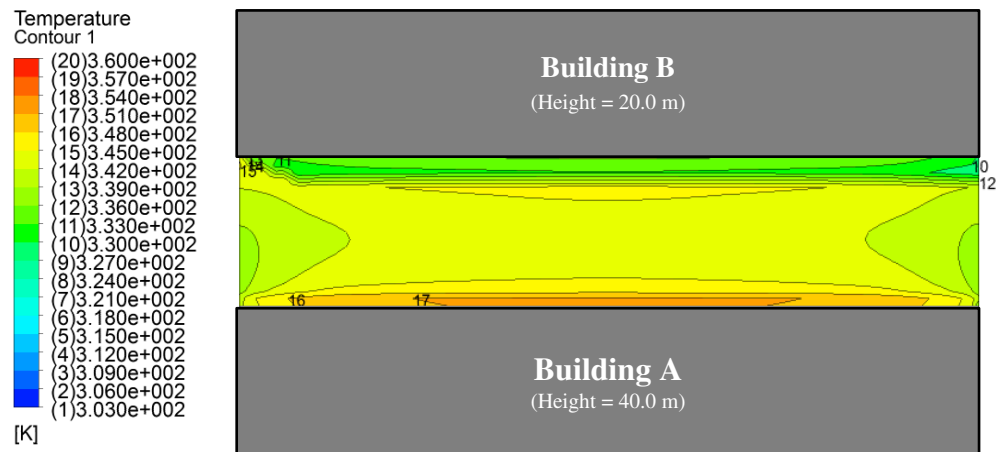 Temperature
Contour 1
(20)3.600e+002
(19)3.570e+002
(18)3.540e+002
(17)3.510e+002
(16)3.480e+002
(15)3.450e+002
(14)3.420e+002
(13)3.390e+002
(12)3.360e+002
(11)3.330e+002
(10)3.300e+002
(9)3.270e+002
(8)3.240e+002
(7)3.210e+002
(6)3.180e+002
(5)3.150e+002
(4)3.120e+002
(3)3.090e+002
(2)3.060e+002
(1)3.030e+002
[K]
Building B
(Height = 20.0 m)
11
14
15
10
12
16
17
Building A
(Height = 40.0 m)